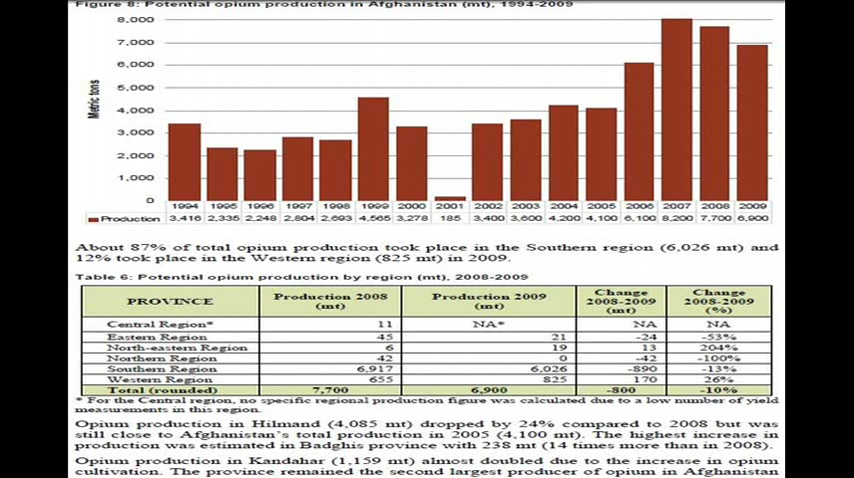 Figure 8: Potential opium production in Afghanistan (mt), 1994-2009
8,000
7,000
6,000
5,000
4,000
3,000
2,000
1,000
0
Metric tons
1994 1995 1996 1997 1998 1999 2000 2001 2002 2003 2004 2005 2006 2007 2008 2009
Production 3,416 2,335 2,248 2,804 2,693 4,565 3,278 185 3,400 3,600 4,200 4,100 6,100 8,200 7,700 6,900
About 87% of total opium production took place in the Southern region (6,026 mt) and
12% took place in the Western region (825 mt) in 2009.
Table 6: Potential opium production by region (mt), 2008-2009
PROVINCE Production 2008 (mt) Production 2009 (mt) Change 2008-2009 (mt) Change 2008-2009 (%)
Central Region* 11 NA* NA NA
Eastern Region 45 21 -24 -53%
North-eastern Region 6 19 13 204%
Northern Region 42 0 -42 -100%
Southern Region 6,917 6,026 -890 -13%
Western Region 655 825 170 26%
Total (rounded) 7,700 6,900 -800 -10%
* For the Central region, no specific regional production figure was calculated due to a low number of yield
measurements in this region.
Opium production in Hilmand (4,085 mt) dropped by 24% compared to 2008 but was
still close to Afghanistan's total production in 2005 (4,100 mt). The highest increase in
production was estimated in Badghis province with 238 mt (14 times more than in 2008).
Opium production in Kandahar (1,159 mt) almost doubled due to the increase in opium
cultivation. The province remained the second largest producer of opium in Afghanistan